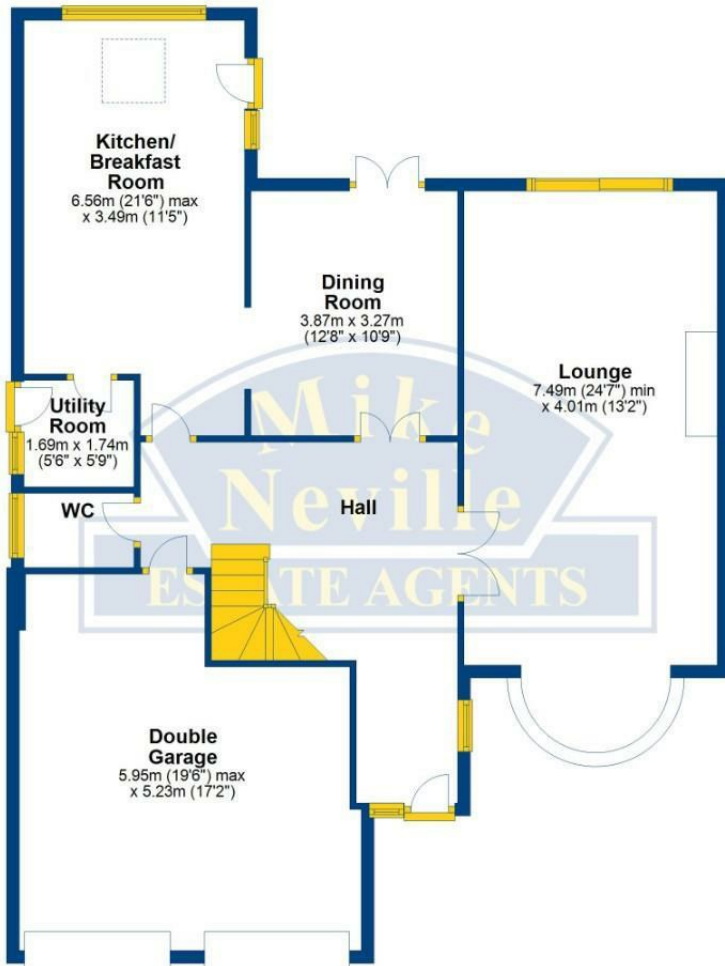 Kitchen/
Breakfast
Room
6.56m (21'6") max
x 3.49m (11'5")
Dining
Room
3.87m x 3.27m
(12'8" x 10'9")
Lounge
7.49m (24'7") min
x 4.01m (13'2")
Utility
Room
1.69m x 1.74m
(5'6" x 5'9")
WC
Hall
Mike
Neville
ESTATE AGENTS
Double
Garage
5.95m (19'6") max
x 5.23m (17'2")